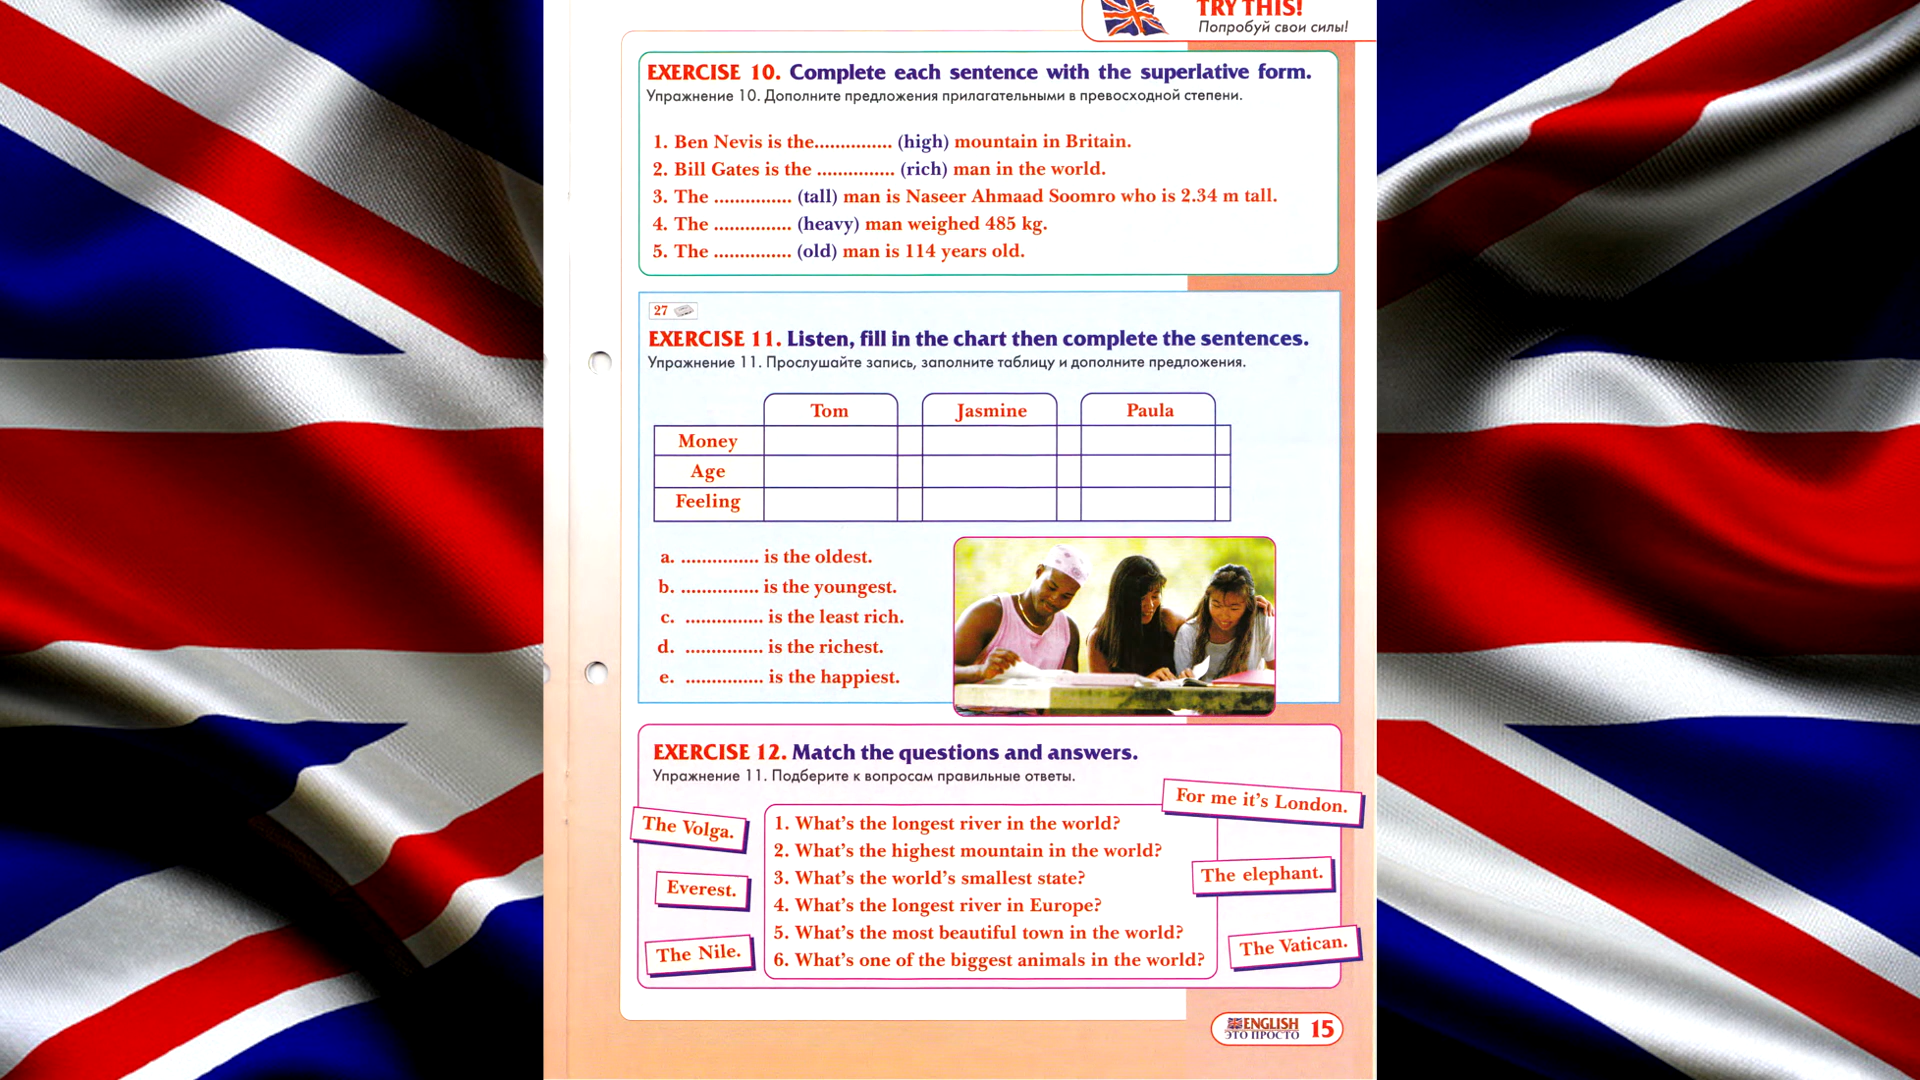 TRY THIS!
Попробуй свои силы!
EXERCISE 10. Complete each sentence with the superlative form.
Упражнение 10. Дополните предложения прилагательными в превосходной степени.
1. Ben Nevis is the............... (high) mountain in Britain.
2. Bill Gates is the ............... (rich) man in the world.
3. The ............... (tall) man is Naseer Ahmaad Soomro who is 2.34 m tall.
4. The ............... (heavy) man weighed 485 kg.
5. The ............... (old) man is 114 years old.
27
EXERCISE 11. Listen, fill in the chart then complete the sentences.
Упражнение 11. Прослушайте запись, заполните таблицу и дополните предложения.
Tom Jasmine Paula
Money
Age
Feeling
a. ............... is the oldest.
b. ............... is the youngest.
c. ............... is the least rich.
d. ............... is the richest.
e. ............... is the happiest.
EXERCISE 12. Match the questions and answers.
Упражнение 11. Подберите к вопросам правильные ответы.
For me it's London.
The Volga.
Everest.
The Nile.
1. What's the longest river in the world?
2. What's the highest mountain in the world?
3. What's the world's smallest state?
4. What's the longest river in Europe?
5. What's the most beautiful town in the world?
6. What's one of the biggest animals in the world?
The elephant.
The Vatican.
ENGLISH
ЭТО ПРОСТО
15